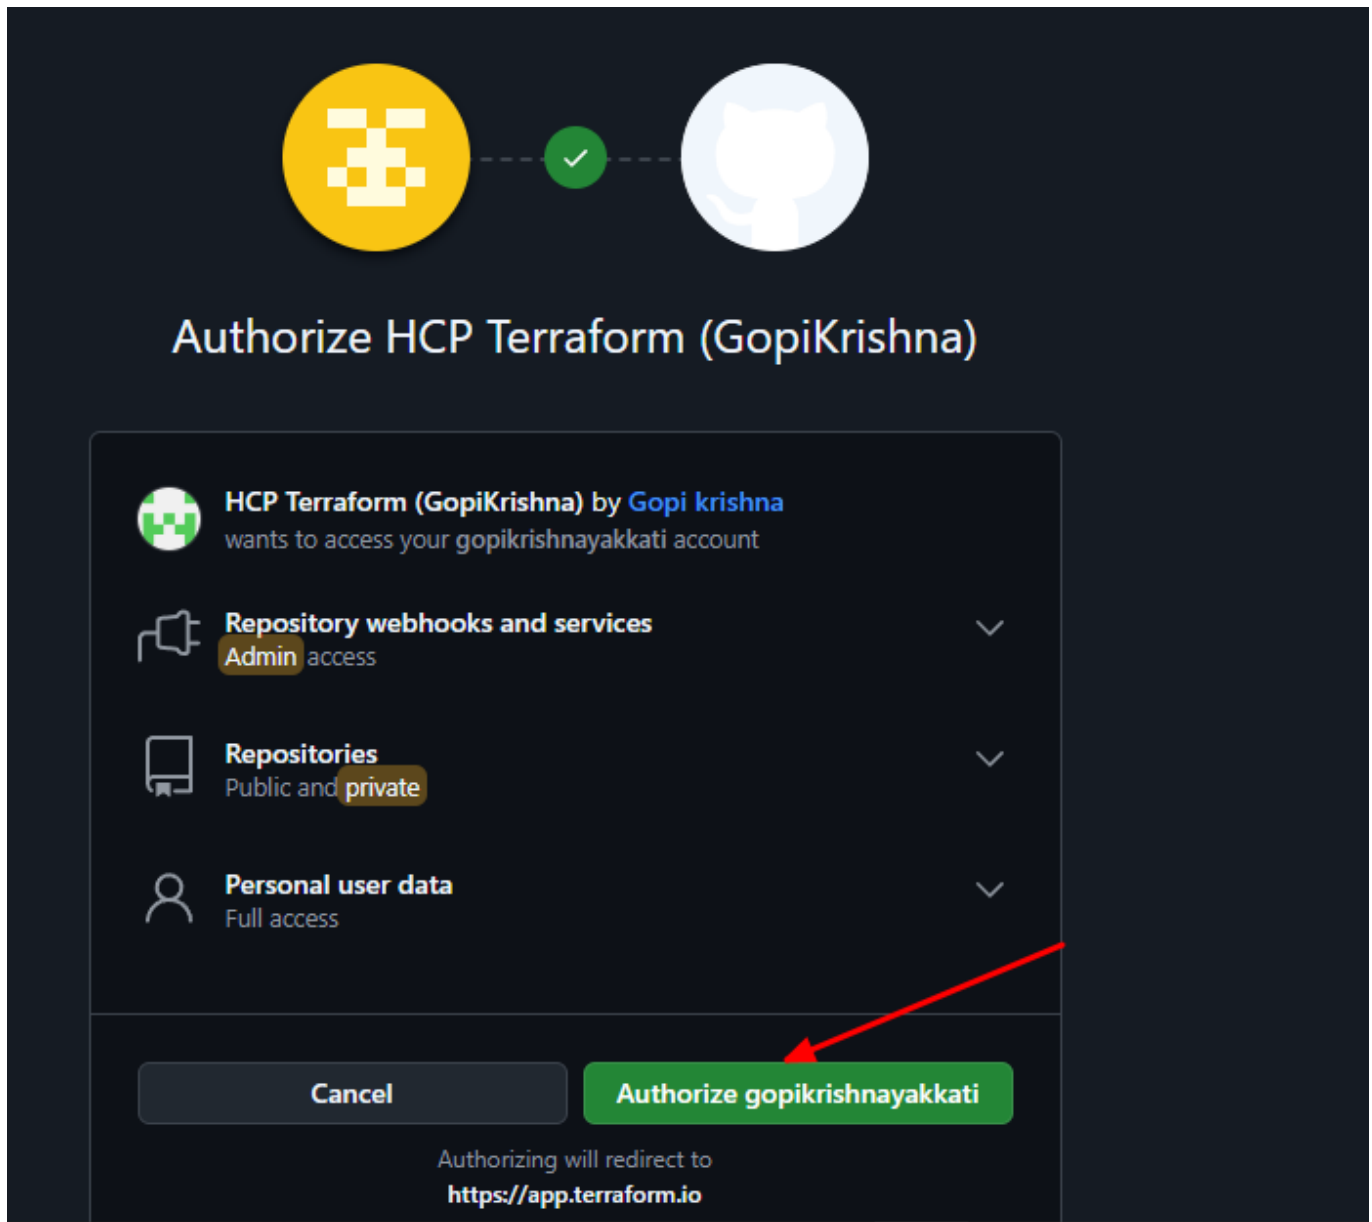 Authorize HCP Terraform (GopiKrishna)
HCP Terraform (GopiKrishna) by Gopi krishna
wants to access your gopikrishnayakkati account
Repository webhooks and services
Admin access
Repositories
Public and private
Personal user data
Full access
Cancel
Authorize gopikrishnayakkati
Authorizing will redirect to
https://app.terraform.io